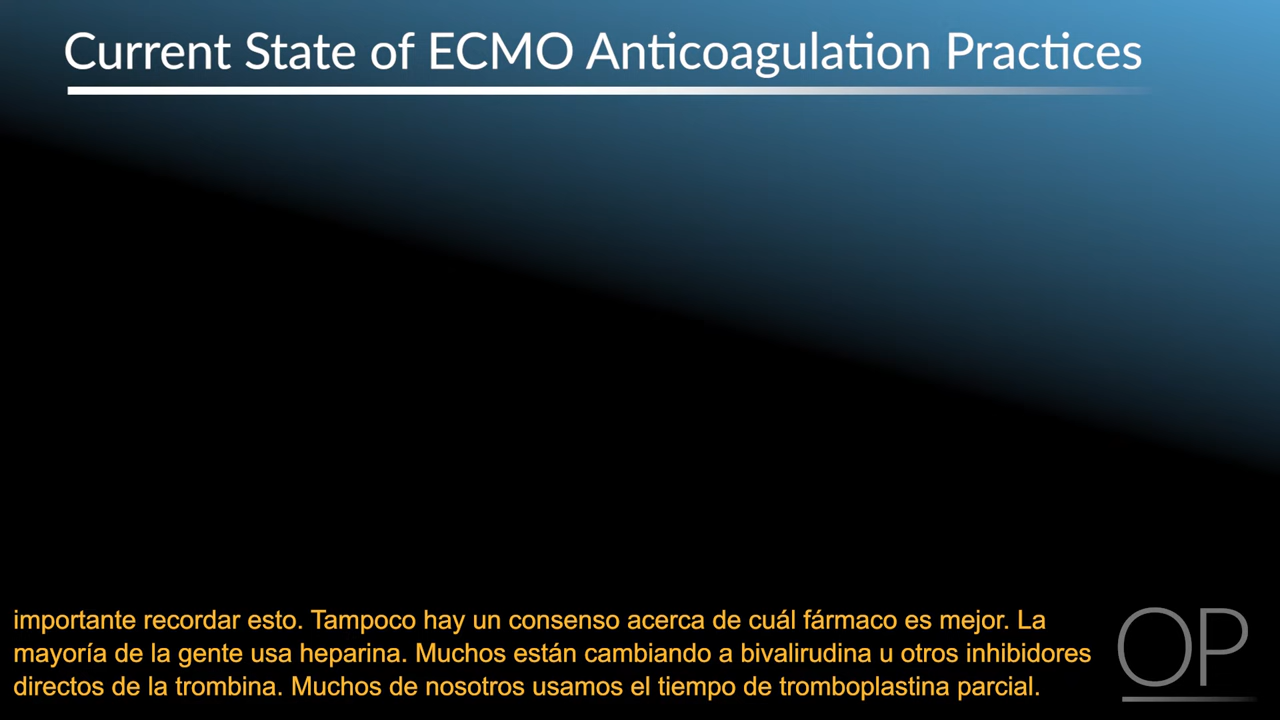 Current State of ECMO Anticoagulation Practices
importante recordar esto. Tampoco hay un consenso acerca de cuál fármaco es mejor. La
mayoría de la gente usa heparina. Muchos están cambiando a bivalirudina u otros inhibidores
directos de la trombina. Muchos de nosotros usamos el tiempo de tromboplastina parcial.
OP